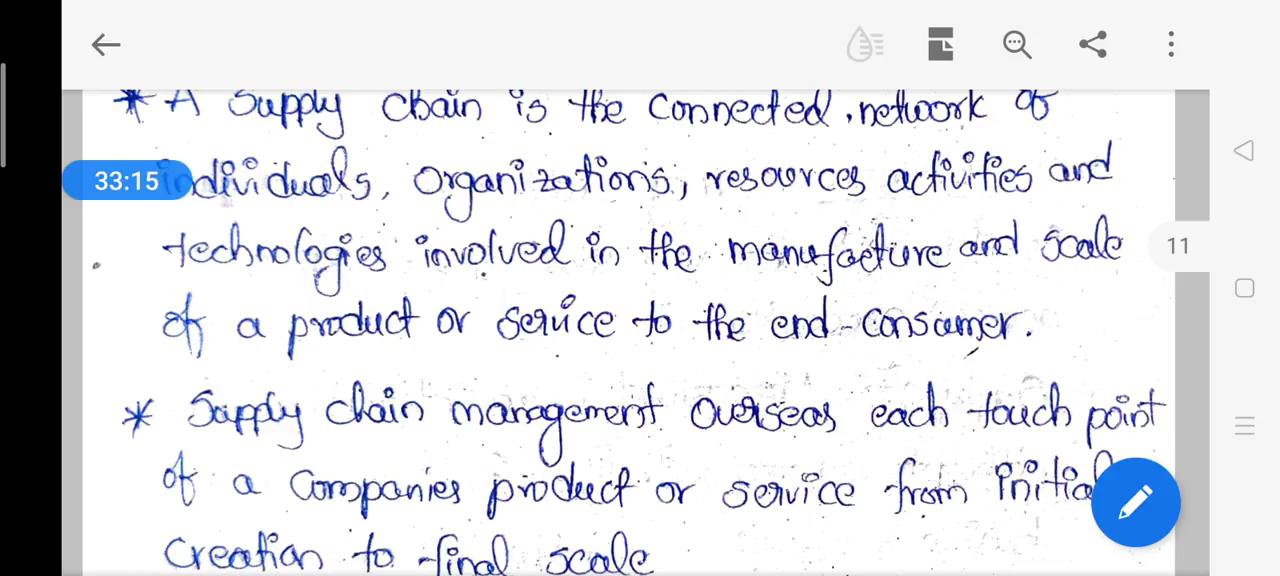 * A Supply Chain is the Connected, network of
33:15
individuals, organizations, resources activities and
technologies involved in the manufacture and scale
11
of a product or service to the end-consumer.
* Supply chain management overseas each touch point
of a Companies product or service from initial
Creation to final scale